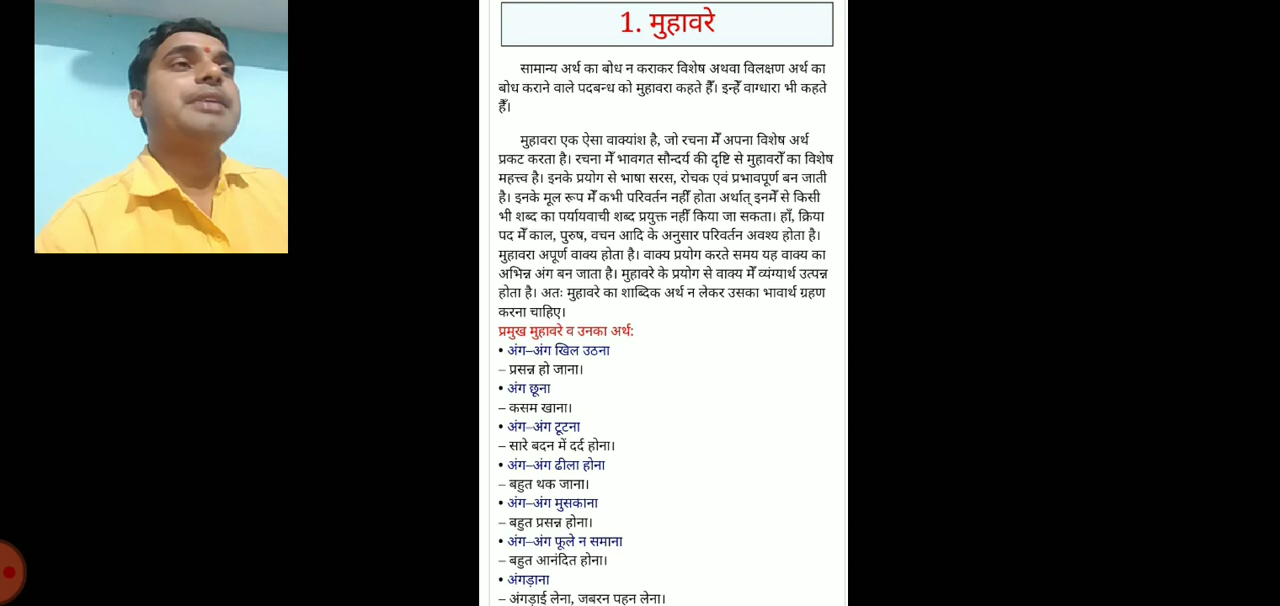 1. मुहावरे
सामान्य अर्थ का बोध न कराकर विशेष अथवा विलक्षण अर्थ का
बोध कराने वाले पदबन्ध को मुहावरा कहते हैँ। इन्हेँ वाग्धारा भी कहते
हैँ।
मुहावरा एक ऐसा वाक्यांश है, जो रचना मेँ अपना विशेष अर्थ
प्रकट करता है। रचना मेँ भावगत सौन्दर्य की दृष्टि से मुहावरोँ का विशेष
महत्त्व है। इनके प्रयोग से भाषा सरस, रोचक एवं प्रभावपूर्ण बन जाती
है। इनके मूल रूप मेँ कभी परिवर्तन नहीँ होता अर्थात् इनमेँ से किसी
भी शब्द का पर्यायवाची शब्द प्रयुक्त नहीँ किया जा सकता। हाँ, क्रिया
पद मेँ काल, पुरुष, वचन आदि के अनुसार परिवर्तन अवश्य होता है।
मुहावरा अपूर्ण वाक्य होता है। वाक्य प्रयोग करते समय यह वाक्य का
अभिन्न अंग बन जाता है। मुहावरे के प्रयोग से वाक्य मेँ व्यंग्यार्थ उत्पन्न
होता है। अतः मुहावरे का शाब्दिक अर्थ न लेकर उसका भावार्थ ग्रहण
करना चाहिए।
प्रमुख मुहावरे व उनका अर्थ:
• अंग–अंग खिल उठना
– प्रसन्न हो जाना।
• अंग छूना
– कसम खाना।
• अंग–अंग टूटना
– सारे बदन में दर्द होना।
• अंग–अंग ढीला होना
– बहुत थक जाना।
• अंग–अंग मुसकाना
– बहुत प्रसन्न होना।
• अंग–अंग फूले न समाना
– बहुत आनंदित होना।
• अंगड़ाना
– अंगड़ाई लेना, जबरन पहन लेना।